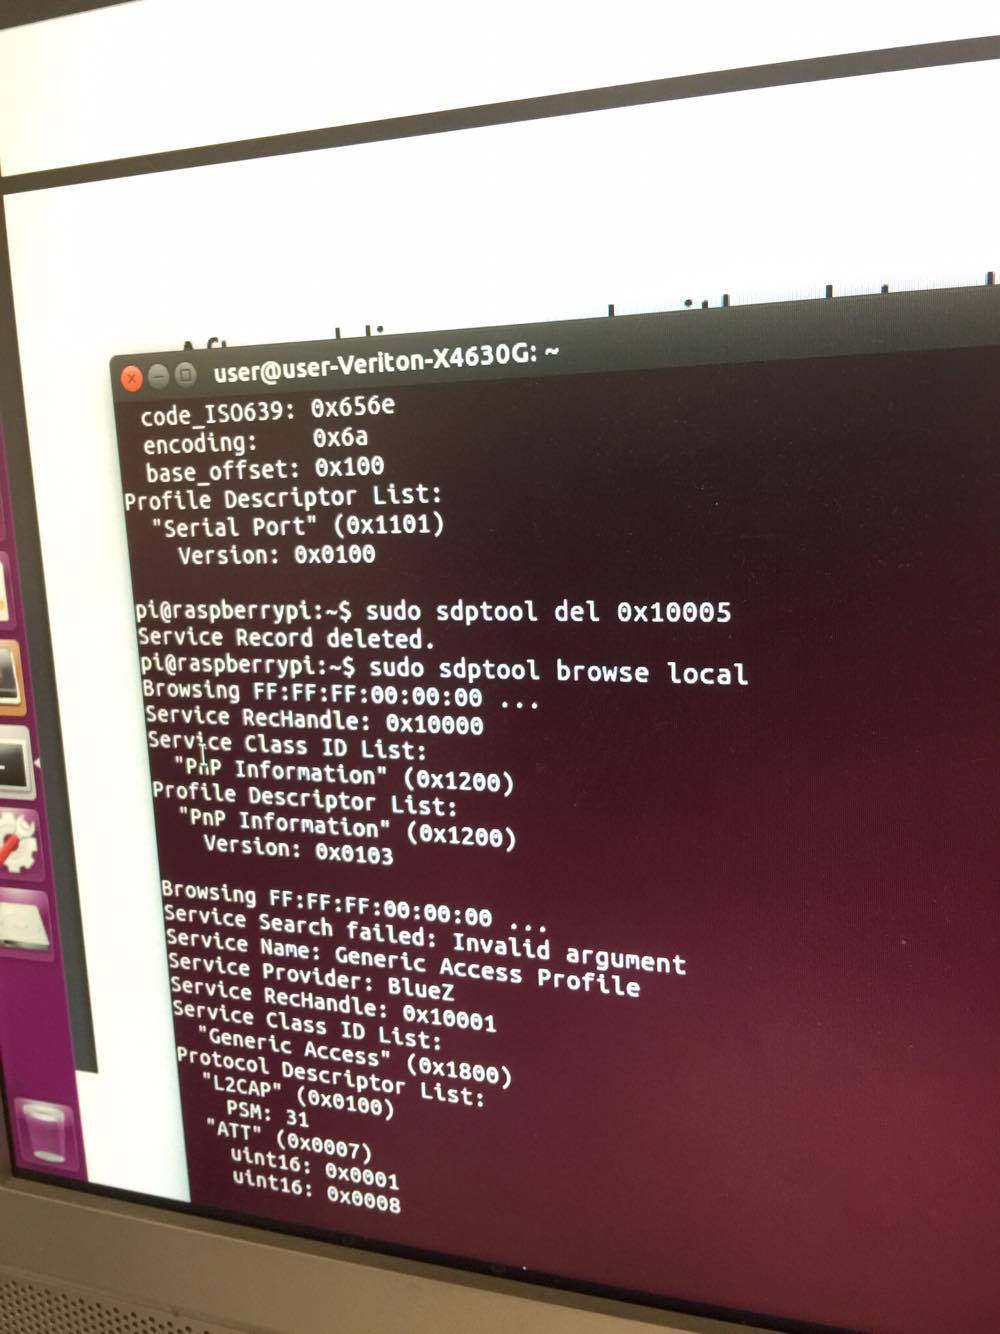 user@user-Veriton-X4630G: ~
code_ISO639: 0x656e
encoding: 0x6a
base_offset: 0x100
Profile Descriptor List:
"Serial Port" (0x1101)
Version: 0x0100
pi@raspberrypi:~$ sudo sdptool del 0x10005
Service Record deleted.
pi@raspberrypi:~$ sudo sdptool browse local
Browsing FF:FF:FF:00:00:00 ...
Service RecHandle: 0x10000
Service Class ID List:
"PnP Information" (0x1200)
Profile Descriptor List:
"PnP Information" (0x1200)
Version: 0x0103
Browsing FF:FF:FF:00:00:00 ...
Service Search failed: Invalid argument
Service Name: Generic Access Profile
Service Provider: BlueZ
Service RecHandle: 0x10001
Service Class ID List:
"Generic Access" (0x1800)
Protocol Descriptor List:
"L2CAP" (0x0100)
PSM: 31
"ATT" (0x0007)
uint16: 0x0001
uint16: 0x0008